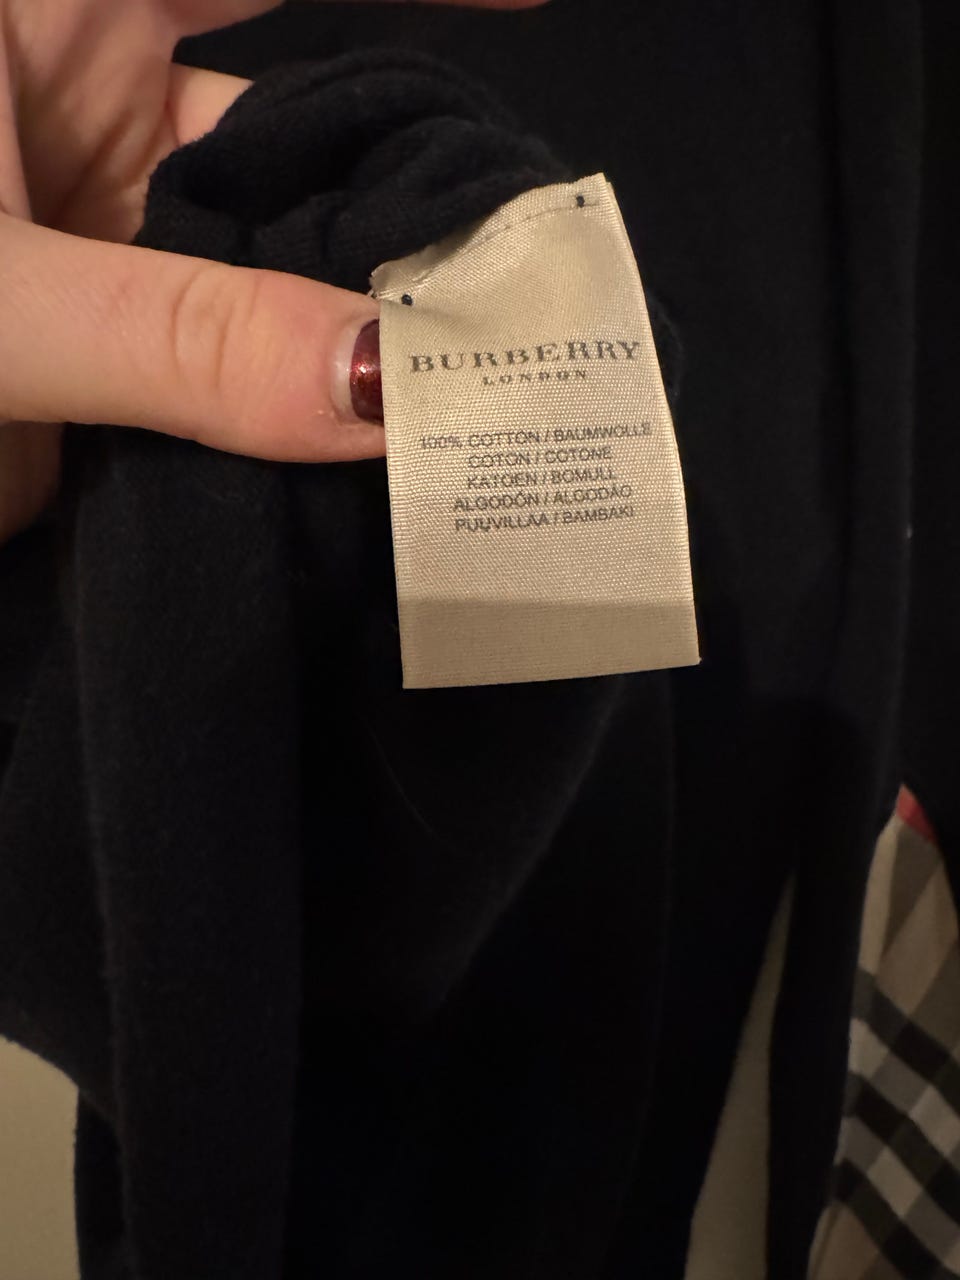 BURBERRY
LONDON
100% COTTON / BAUMWOLLE
COTON / COTONE
KATOEN / BOMULL
ALGODÓN / ALGODÃO
PUUVILLAA / BAMBAKI